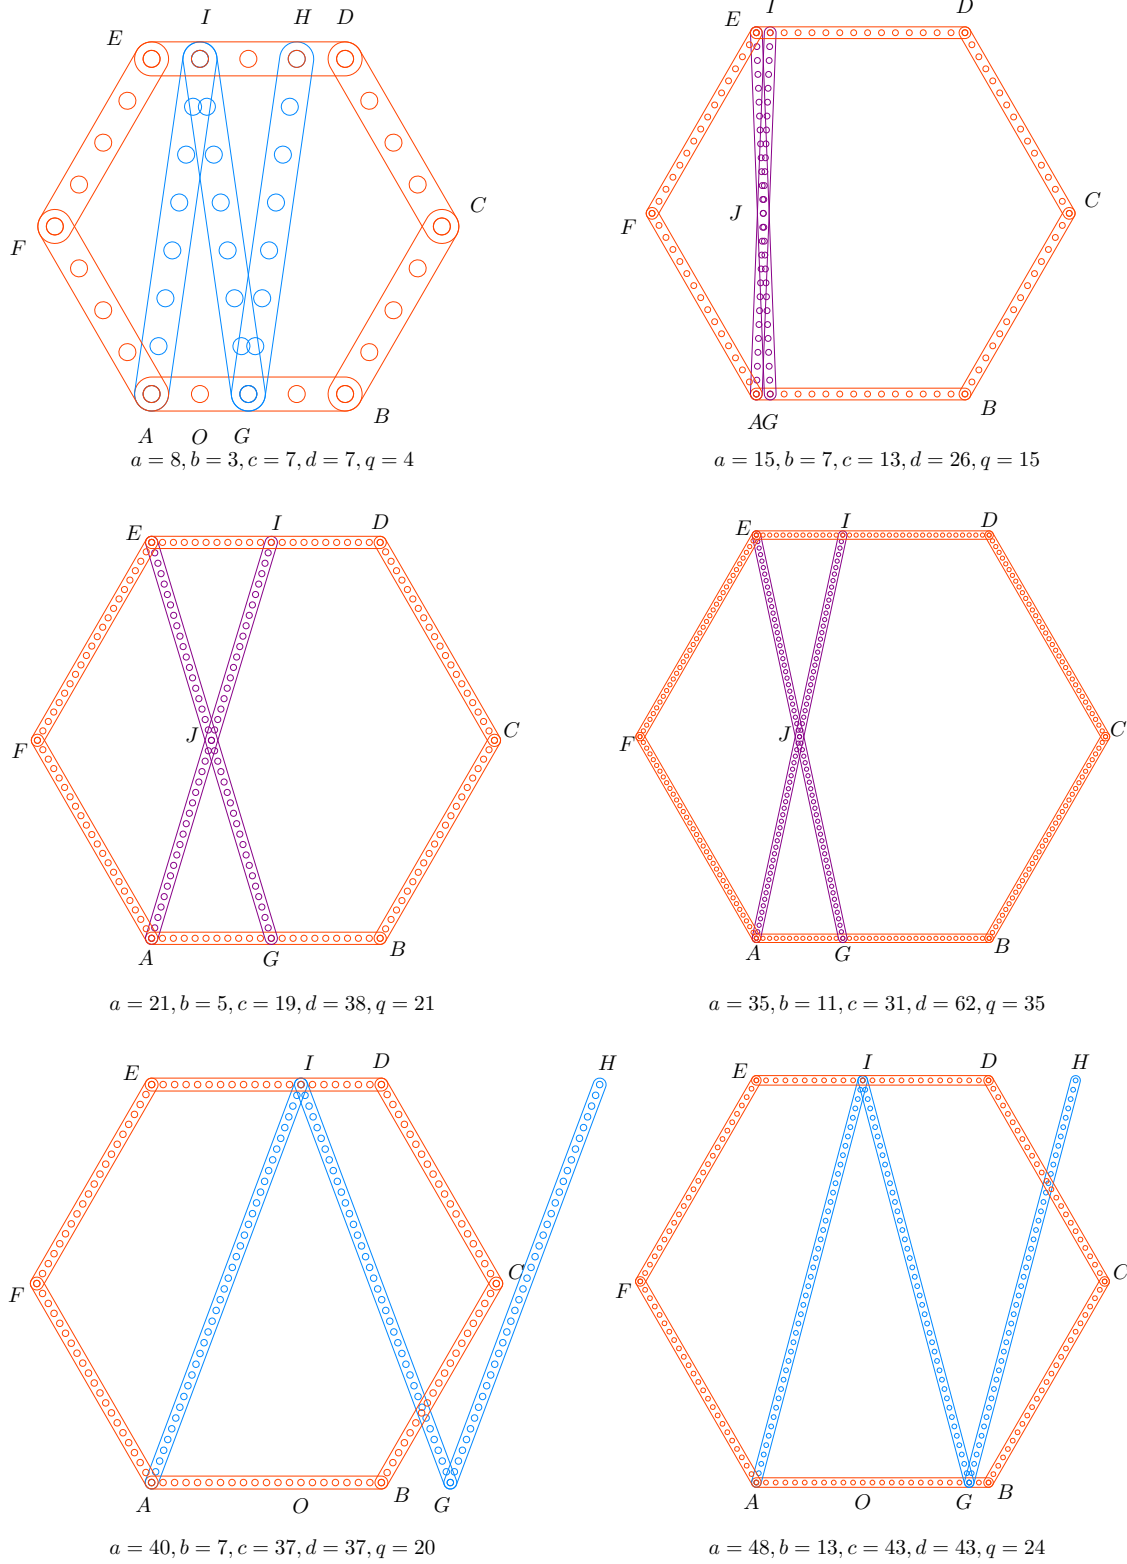 I H D
E
C
F
A O G B
a = 8, b = 3, c = 7, d = 7, q = 4
E I D
J C
F
A G B
a = 15, b = 7, c = 13, d = 26, q = 15
E I D
J C
F
A G B
a = 21, b = 5, c = 19, d = 38, q = 21
E I D
J C
F
A G B
a = 35, b = 11, c = 31, d = 62, q = 35
E I D H
C
F
A O B G
a = 40, b = 7, c = 37, d = 37, q = 20
E I D H
C
F
A O G B
a = 48, b = 13, c = 43, d = 43, q = 24